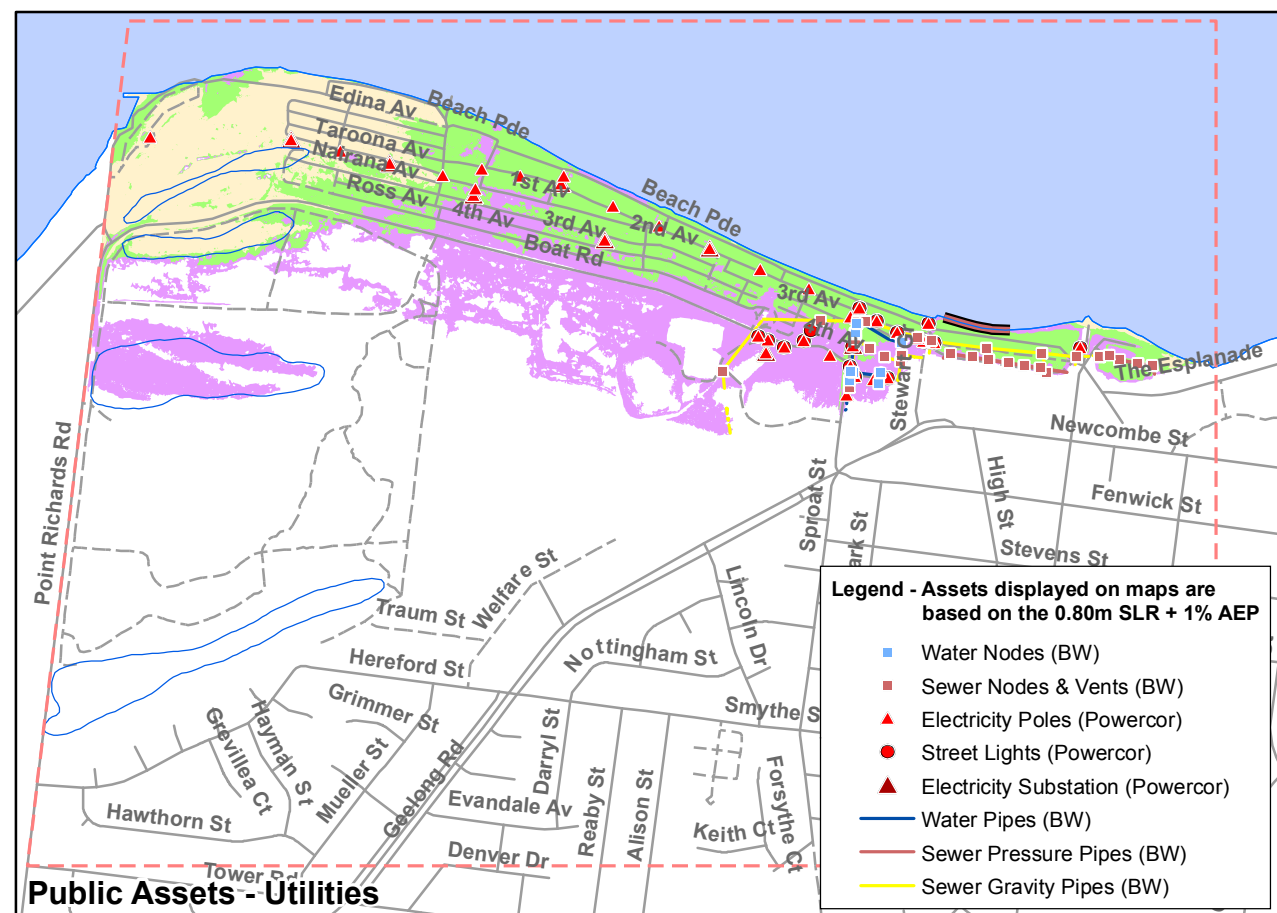 Edina Av
Beach Pde
Taroona Av
Nairana Av
1st Av
Ross Av
4th Av
3rd Av
2nd Av
Beach Pde
Boat Rd
3rd Av
4th Av
Stewart
The Esplanade
Point Richards Rd
Newcombe St
High St
Fenwick St
Sproat St
ark St
Stevens St
Traum St
Welfare St
Lincoln Dr
Nottingham St
Hereford St
Grimmer St
Smythe S
Hayman St
Grevillea Ct
Mueller St
Geelong Rd
Darryl St
Reaby St
Alison St
Forsythe Ct
Evandale Av
Keith Ct
Hawthorn St
Denver Dr
Tower Rd
Public Assets - Utilities
Legend - Assets displayed on maps are
based on the 0.80m SLR + 1% AEP
Water Nodes (BW)
Sewer Nodes & Vents (BW)
Electricity Poles (Powercor)
Street Lights (Powercor)
Electricity Substation (Powercor)
Water Pipes (BW)
Sewer Pressure Pipes (BW)
Sewer Gravity Pipes (BW)